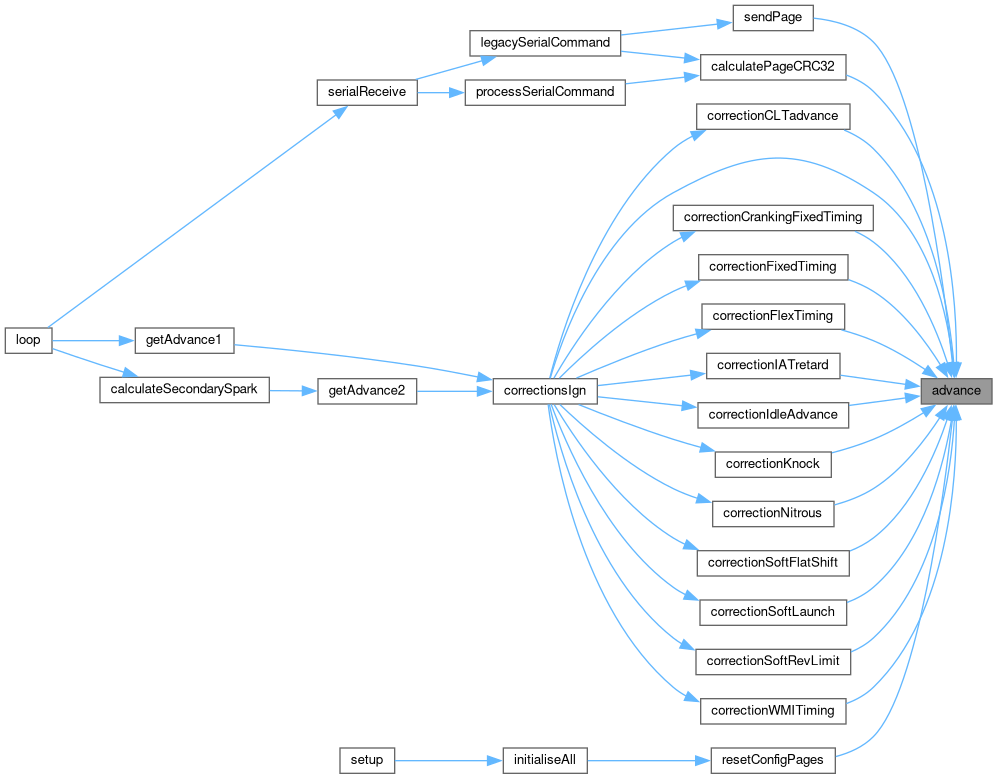 sendPage
legacySerialCommand
calculatePageCRC32
serialReceive
processSerialCommand
correctionCLTadvance
correctionCrankingFixedTiming
correctionFixedTiming
correctionFlexTiming
loop
getAdvance1
correctionIATretard
calculateSecondarySpark
getAdvance2
correctionsIgn
advance
correctionIdleAdvance
correctionKnock
correctionNitrous
correctionSoftFlatShift
correctionSoftLaunch
correctionSoftRevLimit
correctionWMITiming
setup
initialiseAll
resetConfigPages